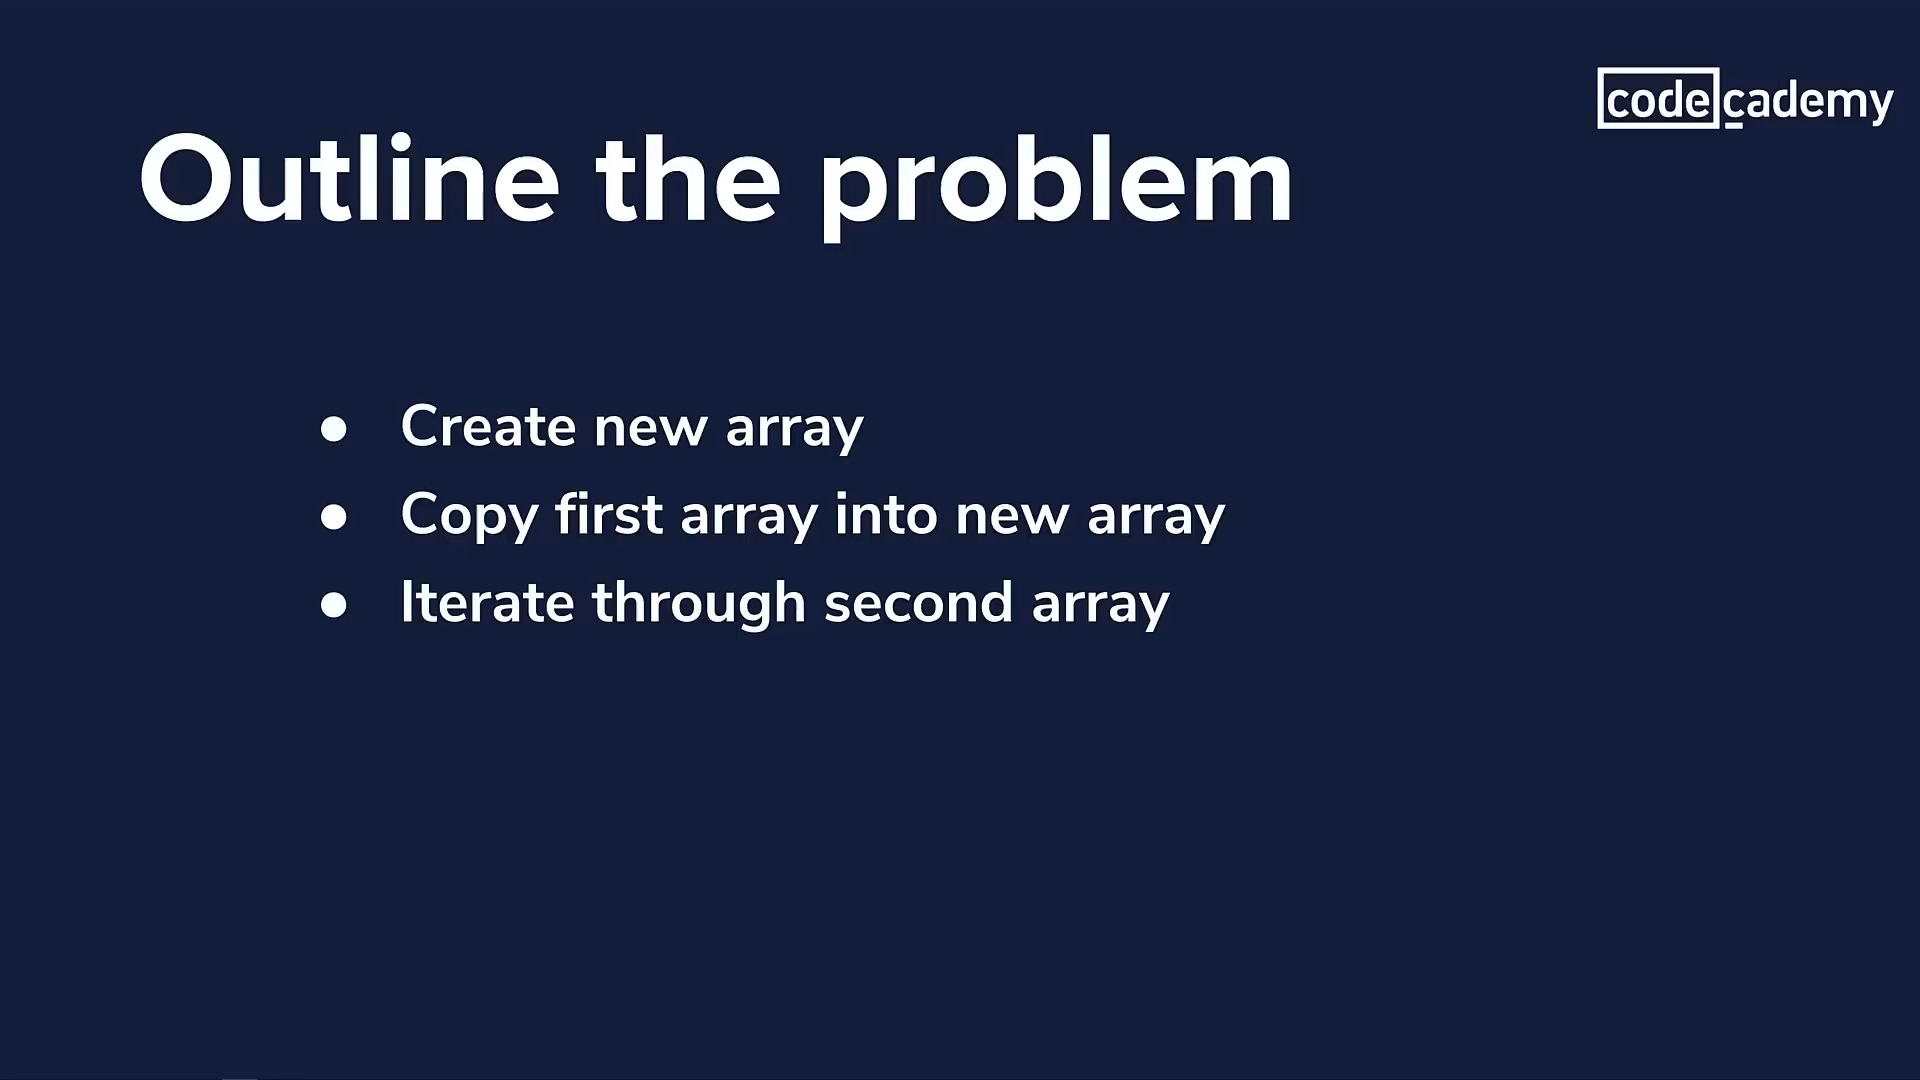 codecademy
Outline the problem
● Create new array
● Copy first array into new array
● Iterate through second array